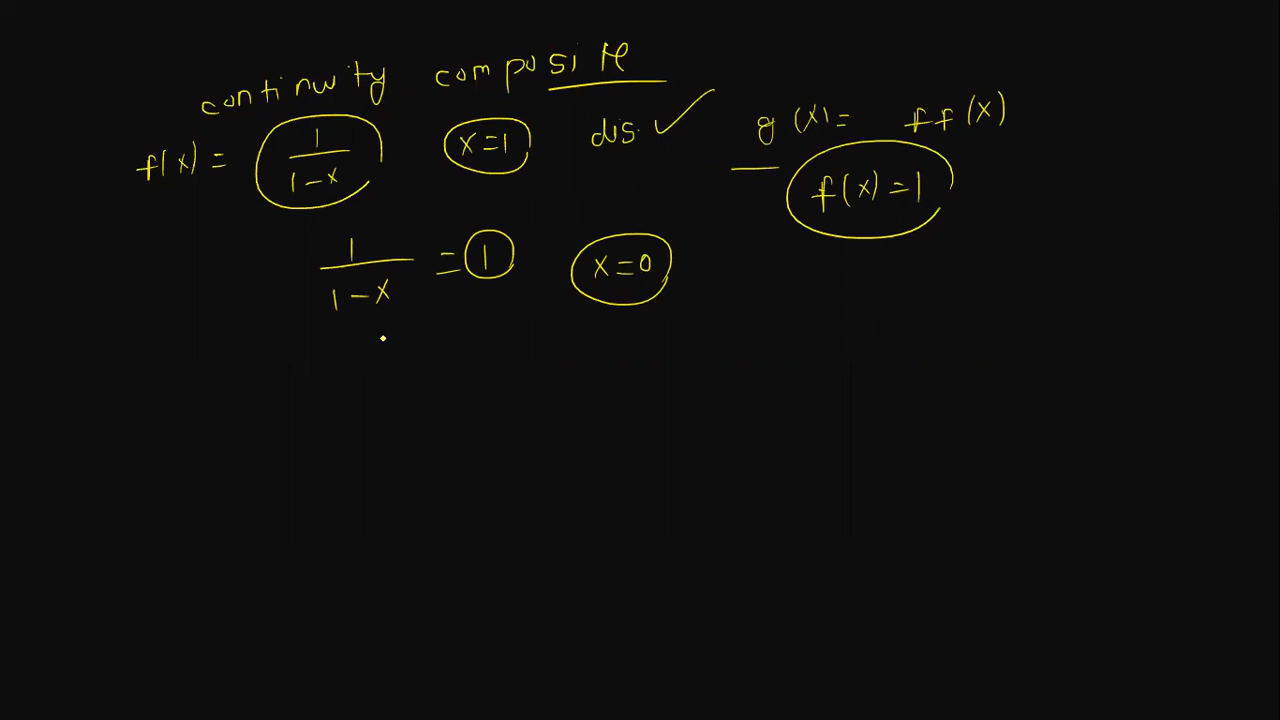 continuity composite
f(x) = 1/(1-x) x=1 dis. ✓ g(x) = ff(x)
f(x) = 1
1/(1-x) = 1 x=0